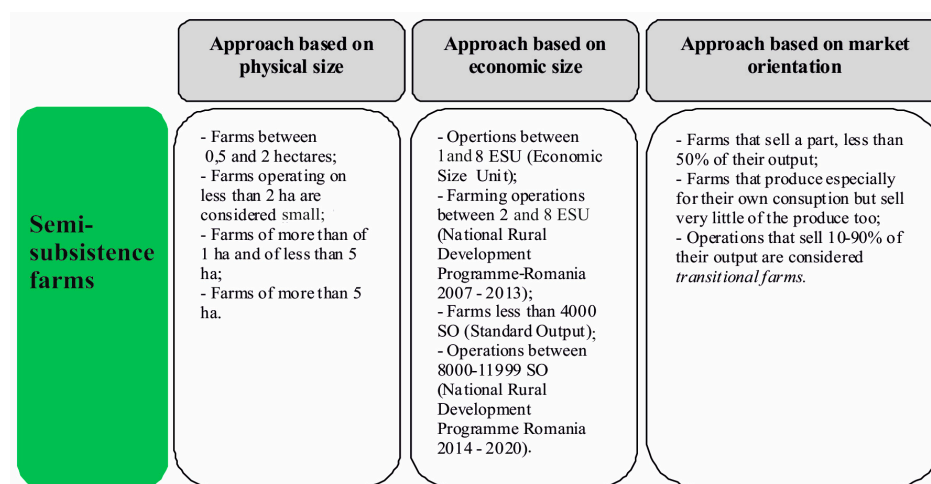 Approach based on
physical size
Approach based on
economic size
Approach based on market
orientation
Semi-
subsistence
farms
- Farms between
0,5 and 2 hectares;
- Farms operating on
less than 2 ha are
considered small;
- Farms of more than of
1 ha and of less than 5
ha;
- Farms of more than 5
ha.
- Opertions between
1 and 8 ESU (Economic
Size Unit);
- Farming operations
between 2 and 8 ESU
(National Rural
Development
Programme-Romania
2007 - 2013);
- Farms less than 4000
SO (Standard Output);
- Operations between
8000-11999 SO
(National Rural
Development
Programme Romania
2014 - 2020).
- Farms that sell a part, less than
50% of their output;
- Farms that produce especially
for their own consuption but sell
very little of the produce too;
- Operations that sell 10-90% of
their output are considered
transitional farms.